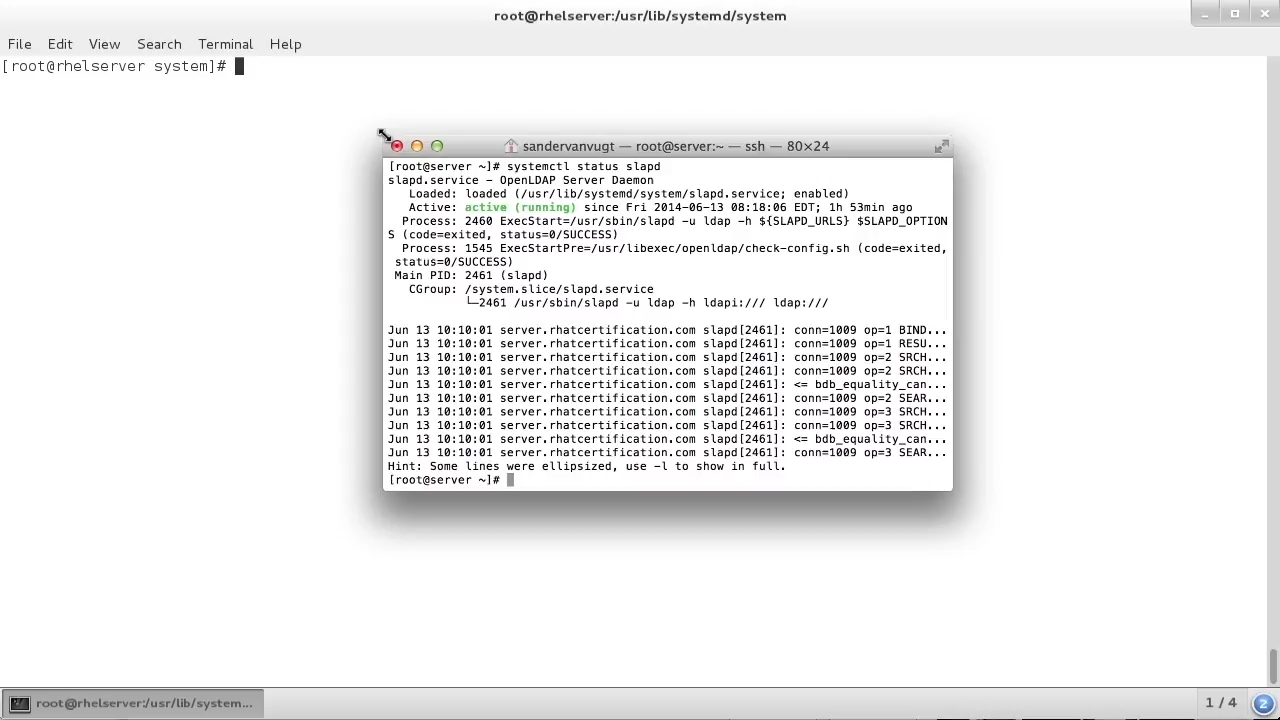 root@rhelserver:/usr/lib/systemd/system
File Edit View Search Terminal Help
[root@rhelserver system]#
sandervanvugt — root@server:~ — ssh — 80×24
[root@server ~]# systemctl status slapd
slapd.service - OpenLDAP Server Daemon
   Loaded: loaded (/usr/lib/systemd/system/slapd.service; enabled)
   Active: active (running) since Fri 2014-06-13 08:18:06 EDT; 1h 53min ago
  Process: 2460 ExecStart=/usr/sbin/slapd -u ldap -h ${SLAPD_URLS} $SLAPD_OPTION
S (code=exited, status=0/SUCCESS)
  Process: 1545 ExecStartPre=/usr/libexec/openldap/check-config.sh (code=exited,
 status=0/SUCCESS)
 Main PID: 2461 (slapd)
   CGroup: /system.slice/slapd.service
           └─2461 /usr/sbin/slapd -u ldap -h ldapi:/// ldap:///
Jun 13 10:10:01 server.rhatcertification.com slapd[2461]: conn=1009 op=1 BIND...
Jun 13 10:10:01 server.rhatcertification.com slapd[2461]: conn=1009 op=1 RESU...
Jun 13 10:10:01 server.rhatcertification.com slapd[2461]: conn=1009 op=2 SRCH...
Jun 13 10:10:01 server.rhatcertification.com slapd[2461]: conn=1009 op=2 SRCH...
Jun 13 10:10:01 server.rhatcertification.com slapd[2461]: <= bdb_equality_can...
Jun 13 10:10:01 server.rhatcertification.com slapd[2461]: conn=1009 op=2 SEAR...
Jun 13 10:10:01 server.rhatcertification.com slapd[2461]: conn=1009 op=3 SRCH...
Jun 13 10:10:01 server.rhatcertification.com slapd[2461]: conn=1009 op=3 SRCH...
Jun 13 10:10:01 server.rhatcertification.com slapd[2461]: <= bdb_equality_can...
Jun 13 10:10:01 server.rhatcertification.com slapd[2461]: conn=1009 op=3 SEAR...
Hint: Some lines were ellipsized, use -l to show in full.
[root@server ~]#
root@rhelserver:/usr/lib/system...
1 / 4
2